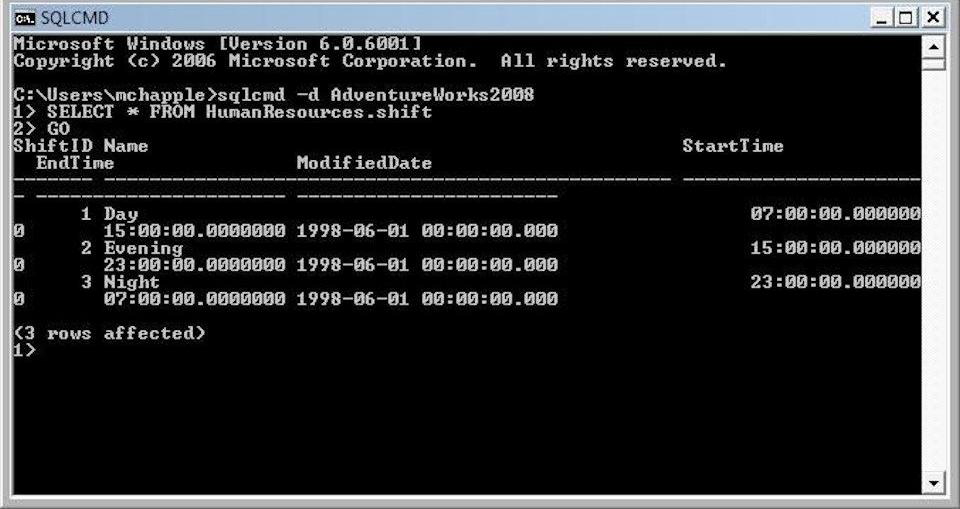 SQLCMD
Microsoft Windows [Version 6.0.6001]
Copyright (c) 2006 Microsoft Corporation.  All rights reserved.
C:\Users\mchapple>sqlcmd -d AdventureWorks2008
1> SELECT * FROM HumanResources.shift
2> GO
ShiftID Name                                               StartTime
  EndTime                ModifiedDate
------- -------------------------------------------------- ---------------------
- ---------------------- -----------------------
      1 Day                                                      07:00:00.000000
0       15:00:00.0000000 1998-06-01 00:00:00.000
      2 Evening                                                  15:00:00.000000
0       23:00:00.0000000 1998-06-01 00:00:00.000
      3 Night                                                    23:00:00.000000
0       07:00:00.0000000 1998-06-01 00:00:00.000
(3 rows affected)
1>